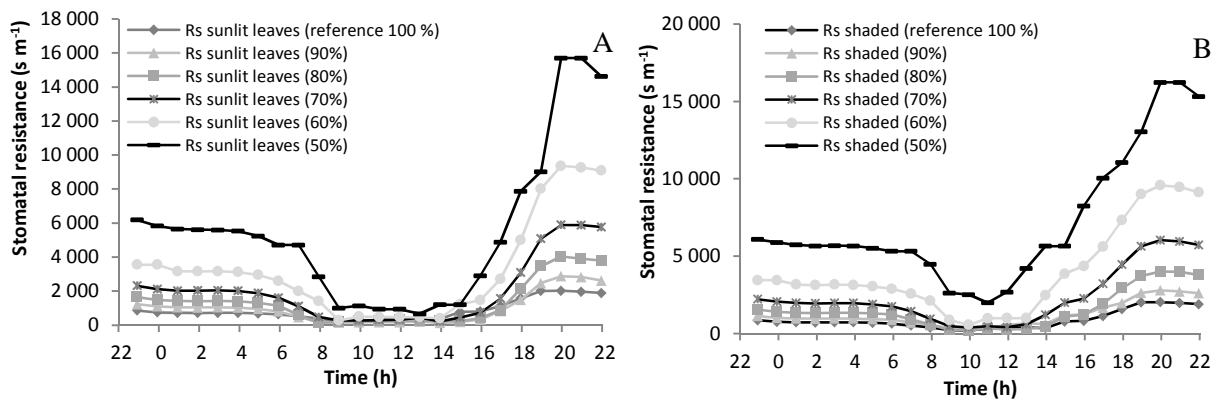 A
Stomatal resistance (s m-1)
18 000
16 000
14 000
12 000
10 000
8 000
6 000
4 000
2 000
0
Rs sunlit leaves (reference 100 %)
Rs sunlit leaves (90%)
Rs sunlit leaves (80%)
Rs sunlit leaves (70%)
Rs sunlit leaves (60%)
Rs sunlit leaves (50%)
22 0 2 4 6 8 10 12 14 16 18 20 22
Time (h)
B
Stomatal resistance (s m-1)
20 000
15 000
10 000
5 000
0
Rs shaded (reference 100 %)
Rs shaded (90%)
Rs shaded (80%)
Rs shaded (70%)
Rs shaded (60%)
Rs shaded (50%)
22 0 2 4 6 8 10 12 14 16 18 20 22
Time (h)